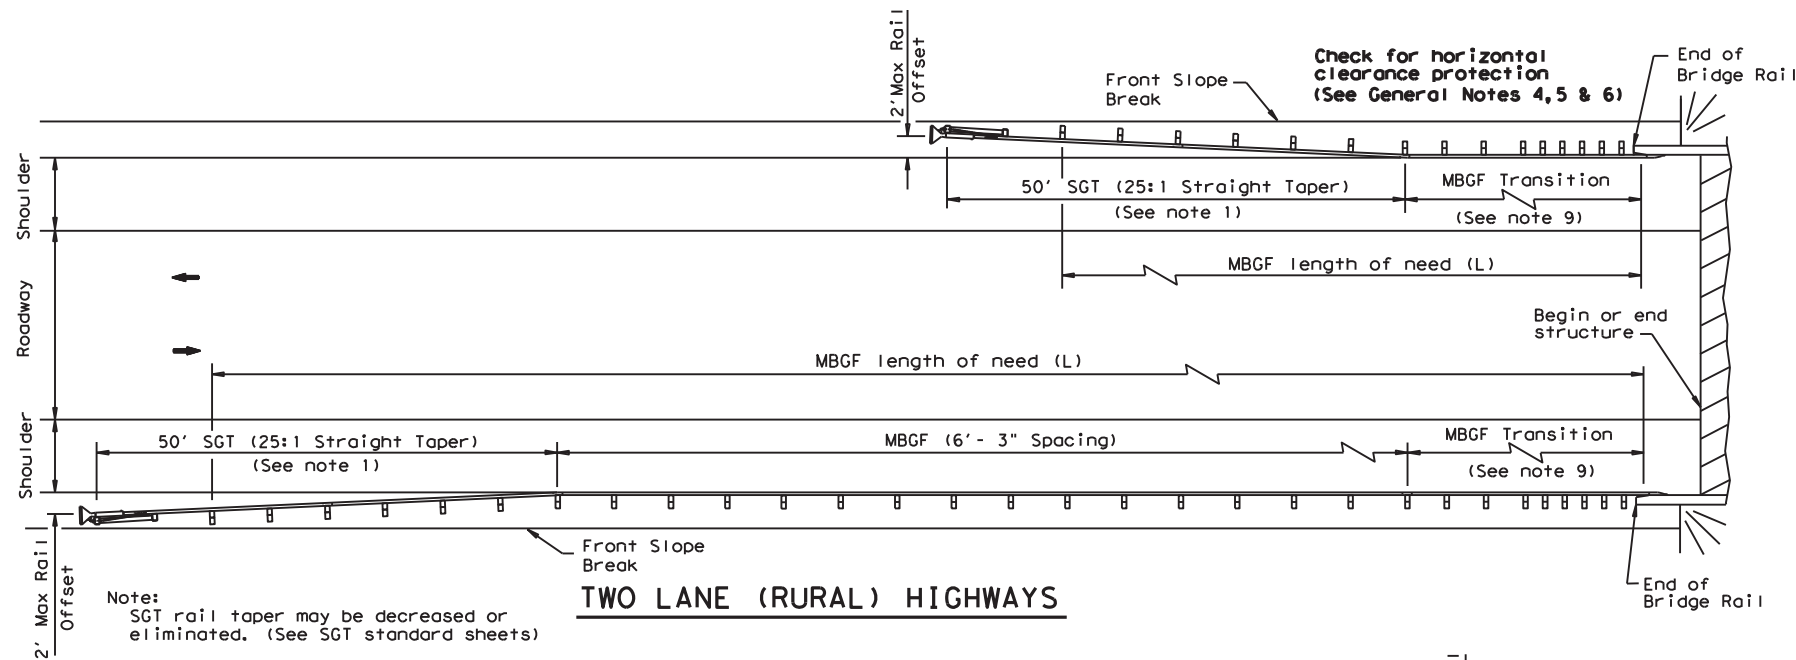 2' Max Rail
Offset
Front Slope
Break
Check for horizontal
clearance protection
(See General Notes 4, 5 & 6)
End of
Bridge Rail
Shoulder
50' SGT (25:1 Straight Taper)
(See note 1)
MBGF Transition
(See note 9)
MBGF length of need (L)
Roadway
Begin or end
structure
MBGF length of need (L)
Shoulder
50' SGT (25:1 Straight Taper)
(See note 1)
MBGF (6'- 3" Spacing)
MBGF Transition
(See note 9)
2' Max Rail
Offset
Front Slope
Break
End of
Bridge Rail
Note:
SGT rail taper may be decreased or
eliminated. (See SGT standard sheets)
TWO LANE (RURAL) HIGHWAYS